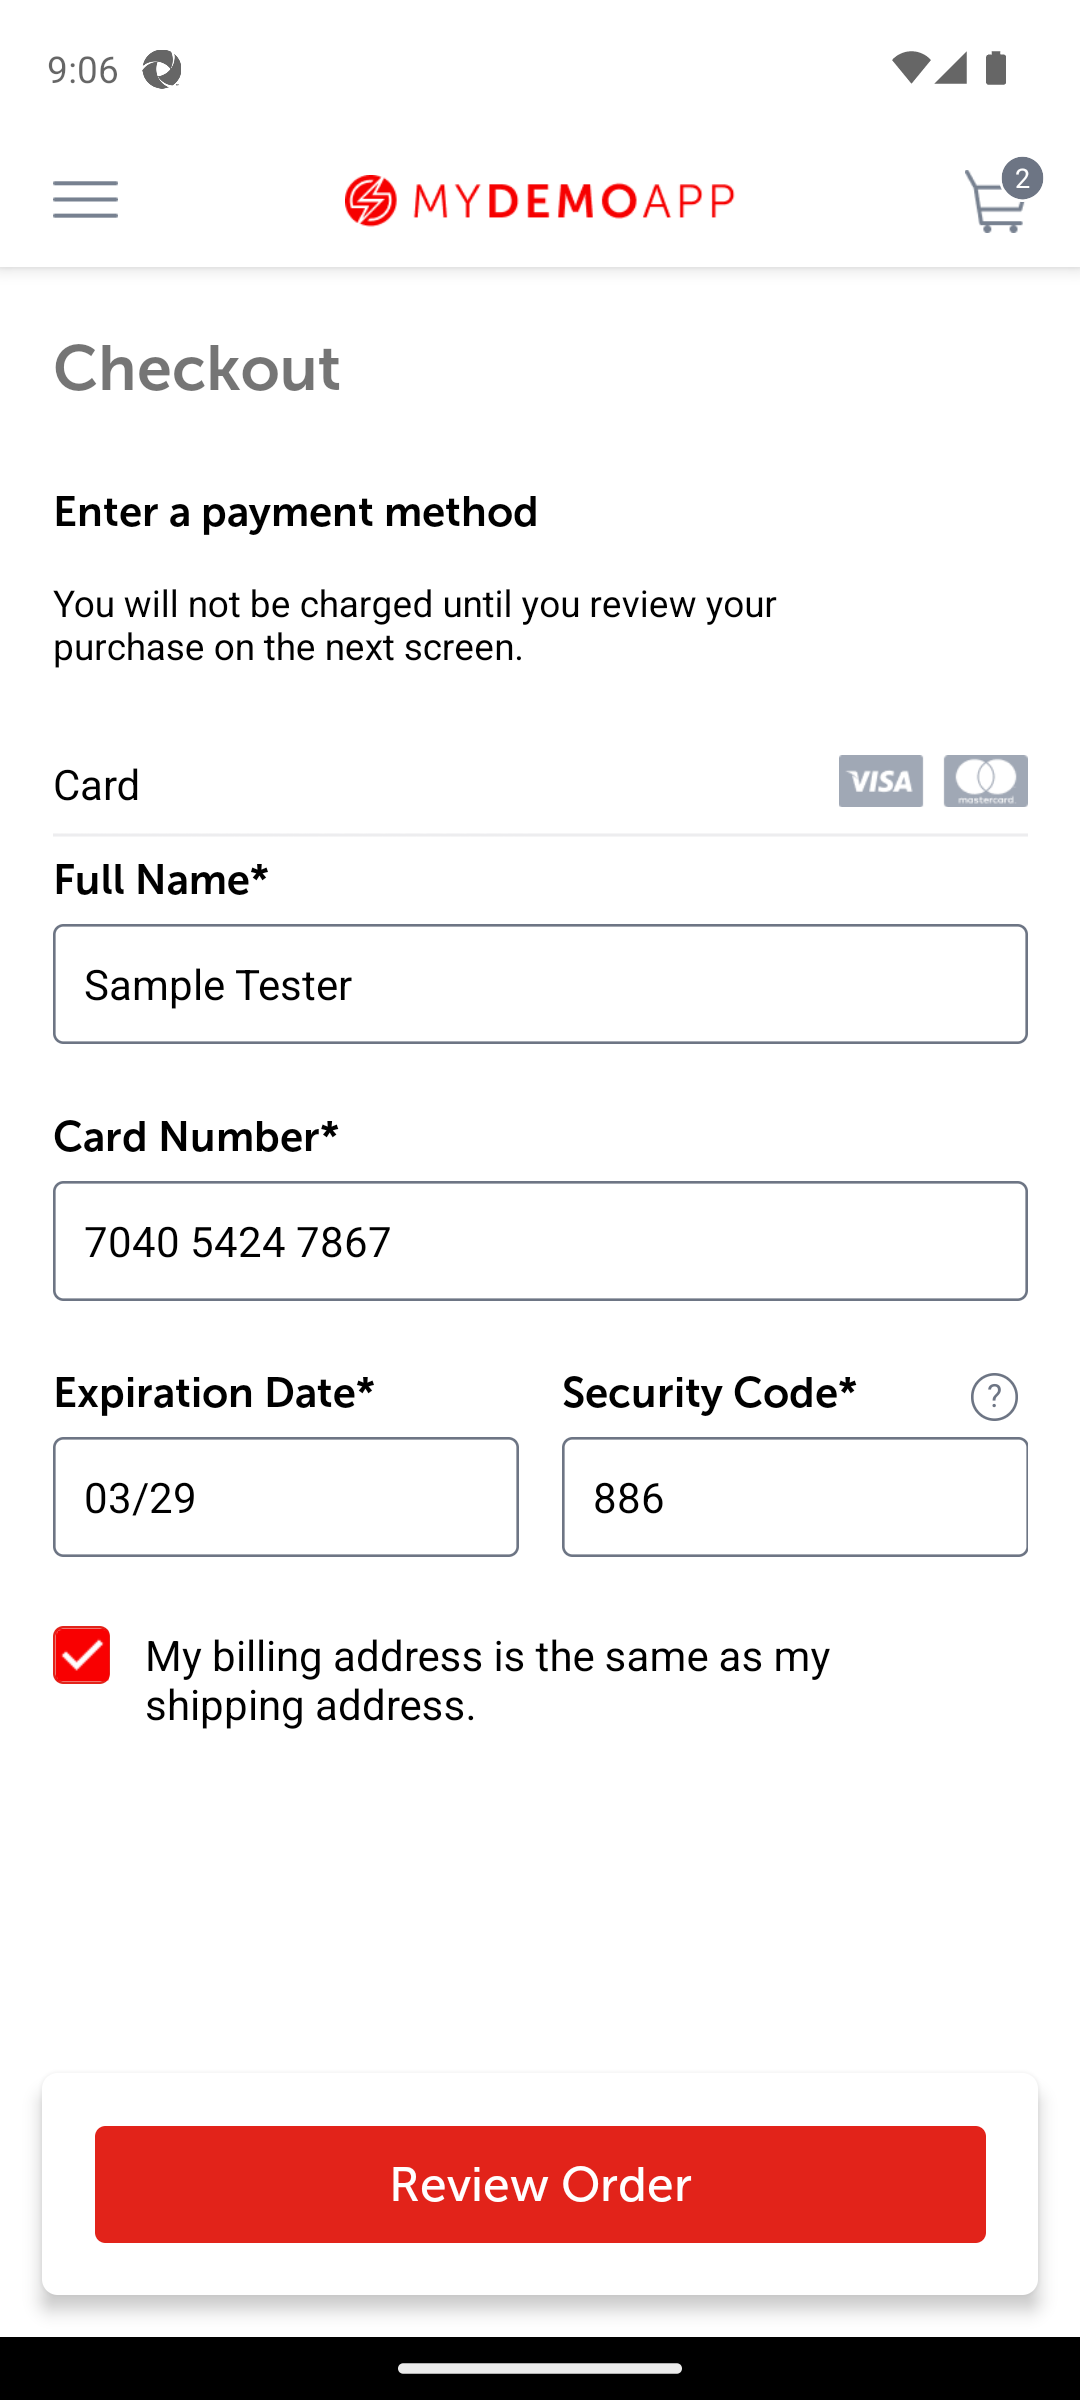 9:06
MYDEMOAPP
2
Checkout
Enter a payment method
You will not be charged until you review your
purchase on the next screen.
Card
VISA
mastercard
Full Name*
Sample Tester
Card Number*
7040 5424 7867
Expiration Date*
Security Code*
?
03/29
886
My billing address is the same as my
shipping address.
Review Order